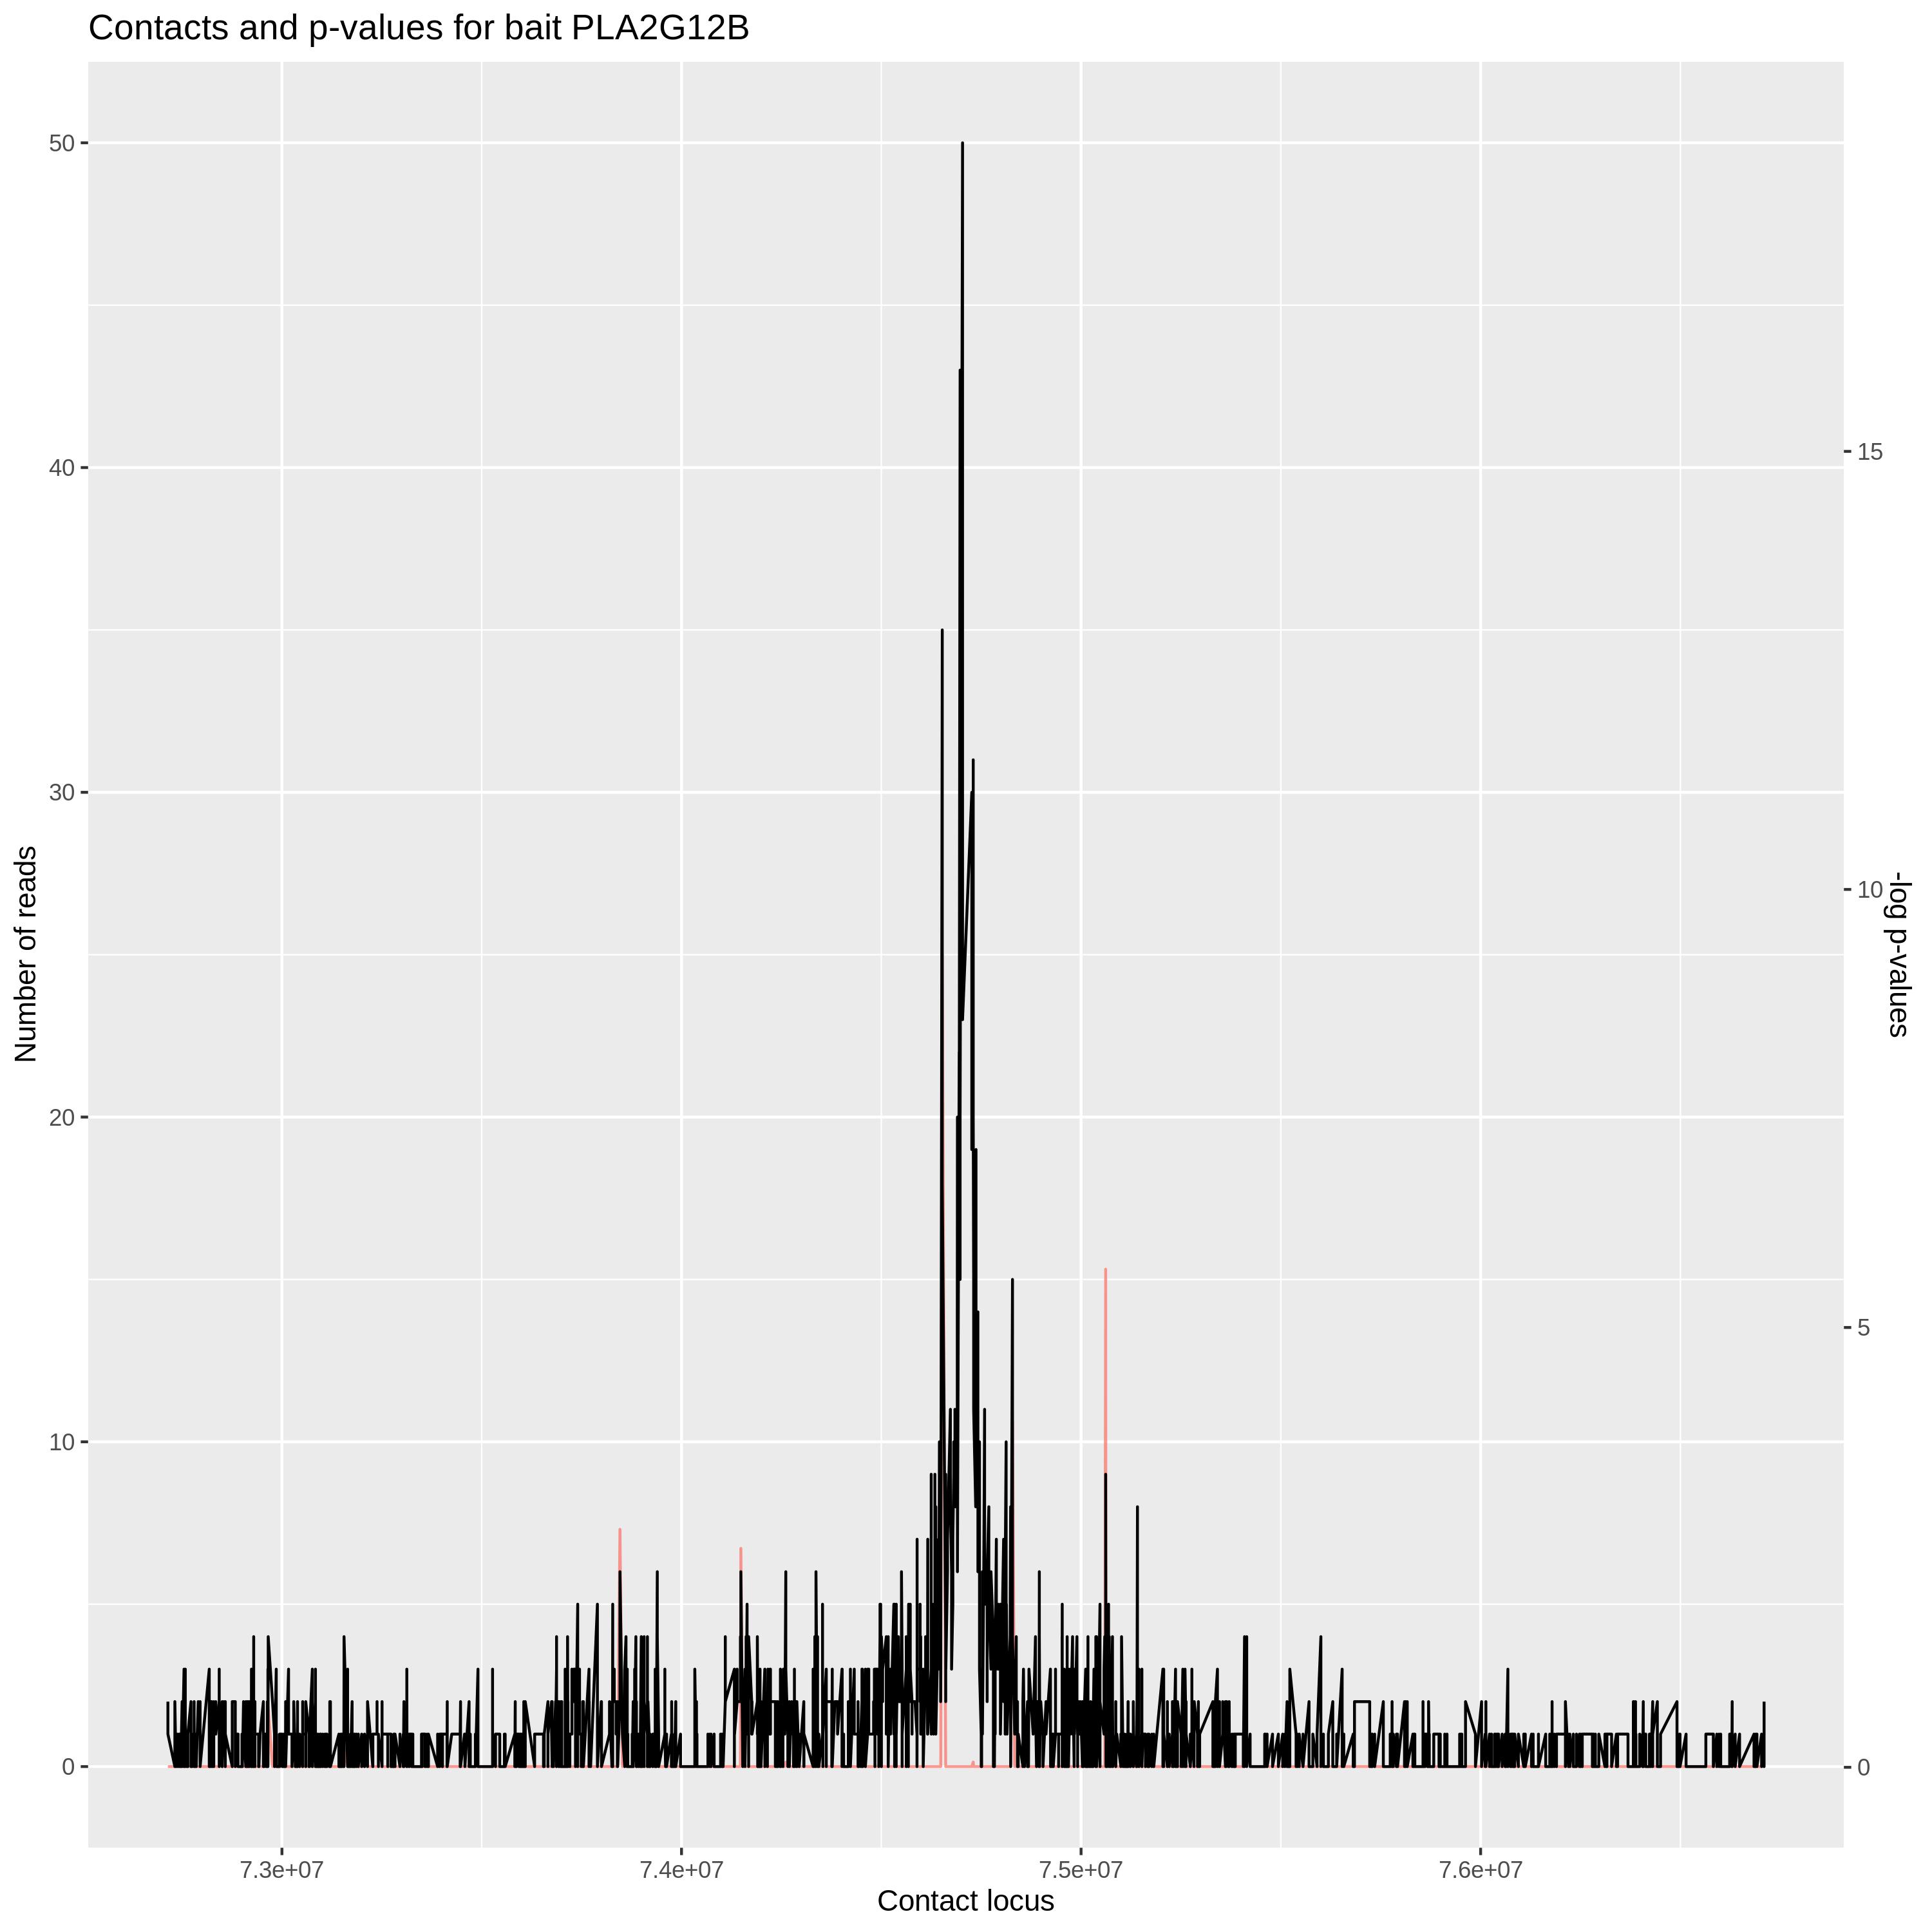 Contacts and p-values for bait PLA2G12B
50
40
30
20
10
0
Number of reads
15
10
5
0
-log p-values
7.3e+07
7.4e+07
7.5e+07
7.6e+07
Contact locus